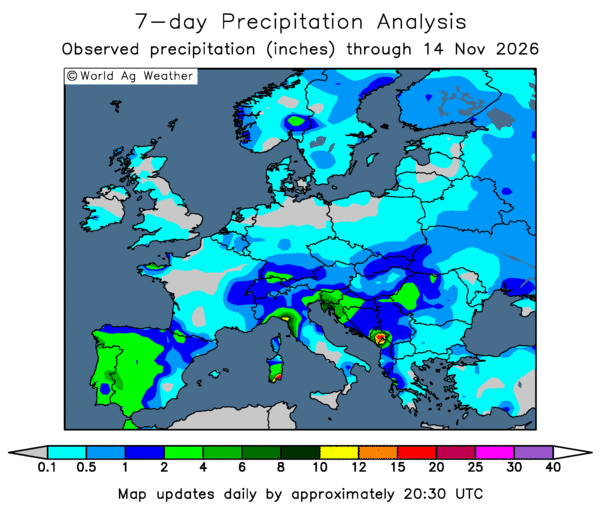 7-day Precipitation Analysis
Observed precipitation (inches) through 14 Nov 2026
© World Ag Weather
0.1 0.5 1 2 4 6 8 10 12 15 20 25 30 40
Map updates daily by approximately 20:30 UTC